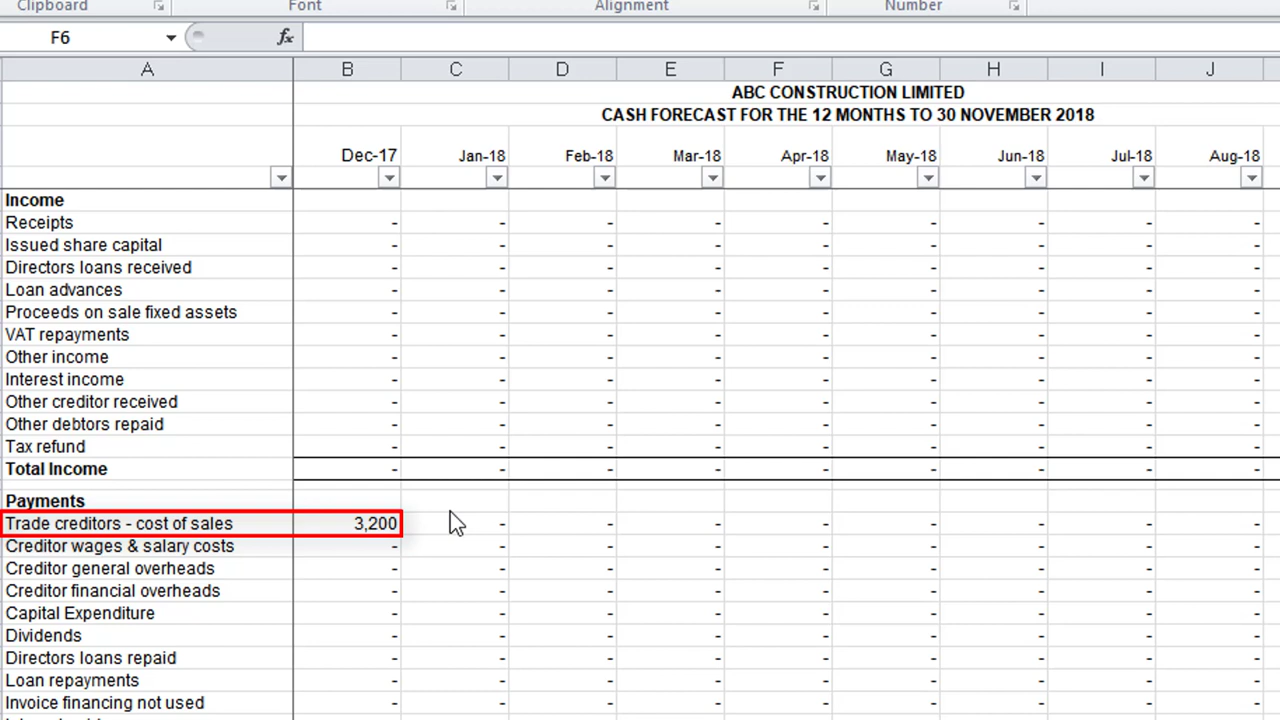 Clipboard Font Alignment Number
F6 fx
A B C D E F G H I J
ABC CONSTRUCTION LIMITED
CASH FORECAST FOR THE 12 MONTHS TO 30 NOVEMBER 2018
Dec-17 Jan-18 Feb-18 Mar-18 Apr-18 May-18 Jun-18 Jul-18 Aug-18
Income
Receipts - - - - - - - - -
Issued share capital - - - - - - - - -
Directors loans received - - - - - - - - -
Loan advances - - - - - - - - -
Proceeds on sale fixed assets - - - - - - - - -
VAT repayments - - - - - - - - -
Other income - - - - - - - - -
Interest income - - - - - - - - -
Other creditor received - - - - - - - - -
Other debtors repaid - - - - - - - - -
Tax refund - - - - - - - - -
Total Income - - - - - - - - -
Payments
Trade creditors - cost of sales 3,200 - - - - - - - -
Creditor wages & salary costs - - - - - - - - -
Creditor general overheads - - - - - - - - -
Creditor financial overheads - - - - - - - - -
Capital Expenditure - - - - - - - - -
Dividends - - - - - - - - -
Directors loans repaid - - - - - - - - -
Loan repayments - - - - - - - - -
Invoice financing not used - - - - - - - - -